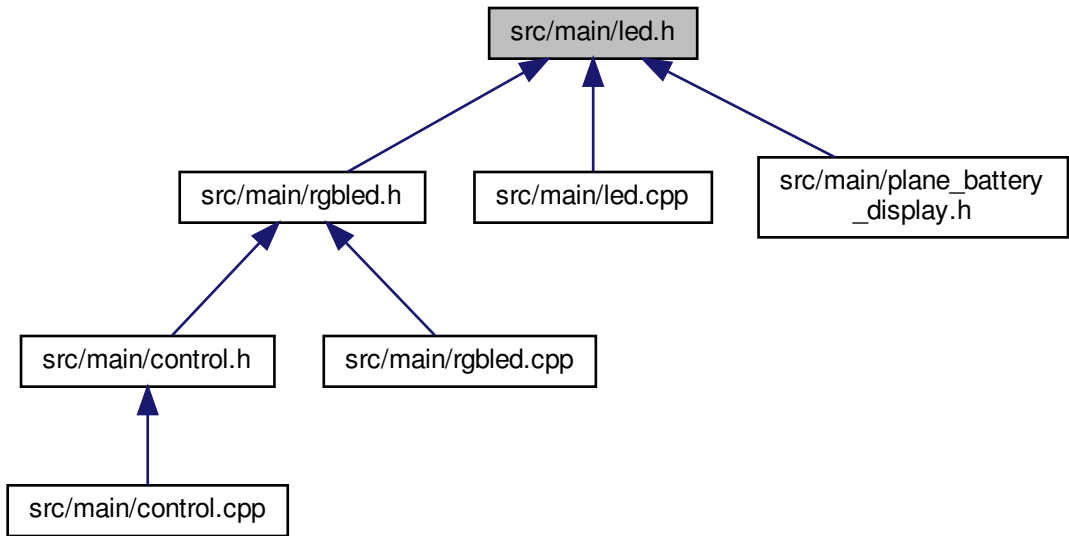 src/main/led.h
src/main/rgbled.h
src/main/led.cpp
src/main/plane_battery
_display.h
src/main/control.h
src/main/rgbled.cpp
src/main/control.cpp